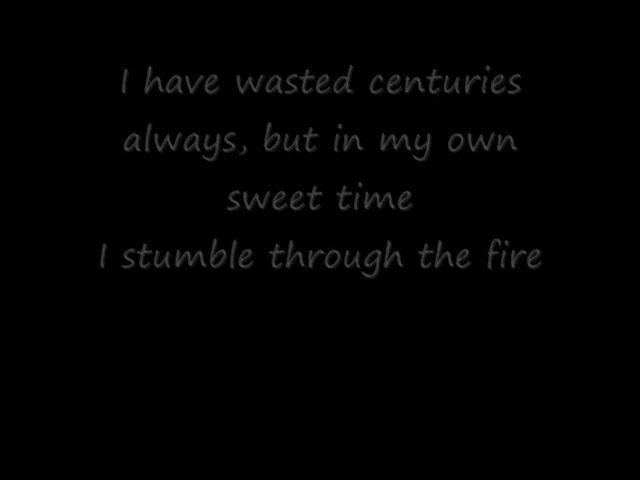 I have wasted centuries
always, but in my own
sweet time
I stumble through the fire